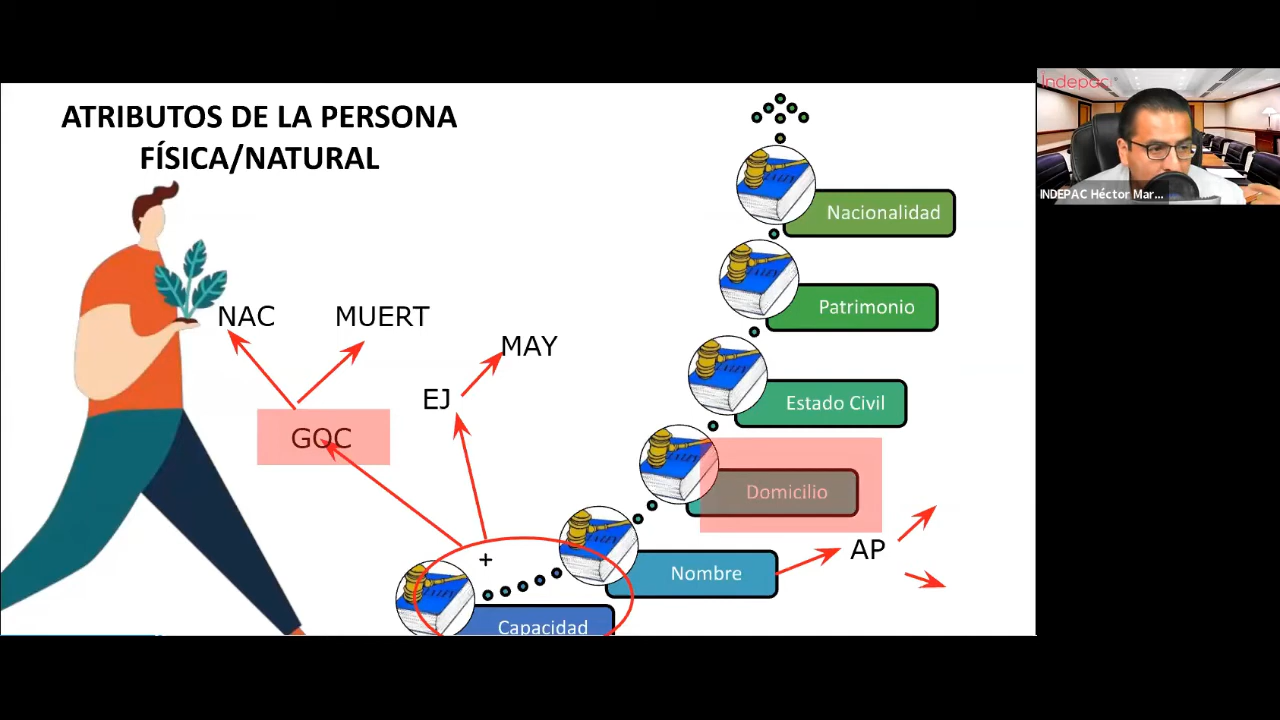 ATRIBUTOS DE LA PERSONA
FÍSICA/NATURAL
Indepac
INDEPAC Héctor Mar...
Nacionalidad
Patrimonio
NAC
MUERT
MAY
EJ
Estado Civil
GOC
Domicilio
AP
+
Nombre
Capacidad